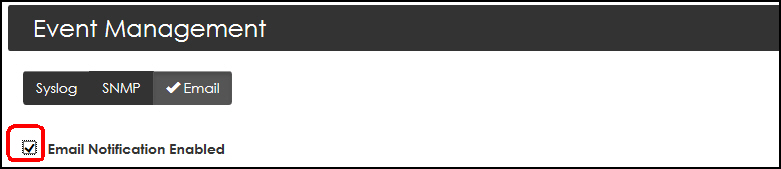 Event Management
Syslog SNMP Email
Email Notification Enabled